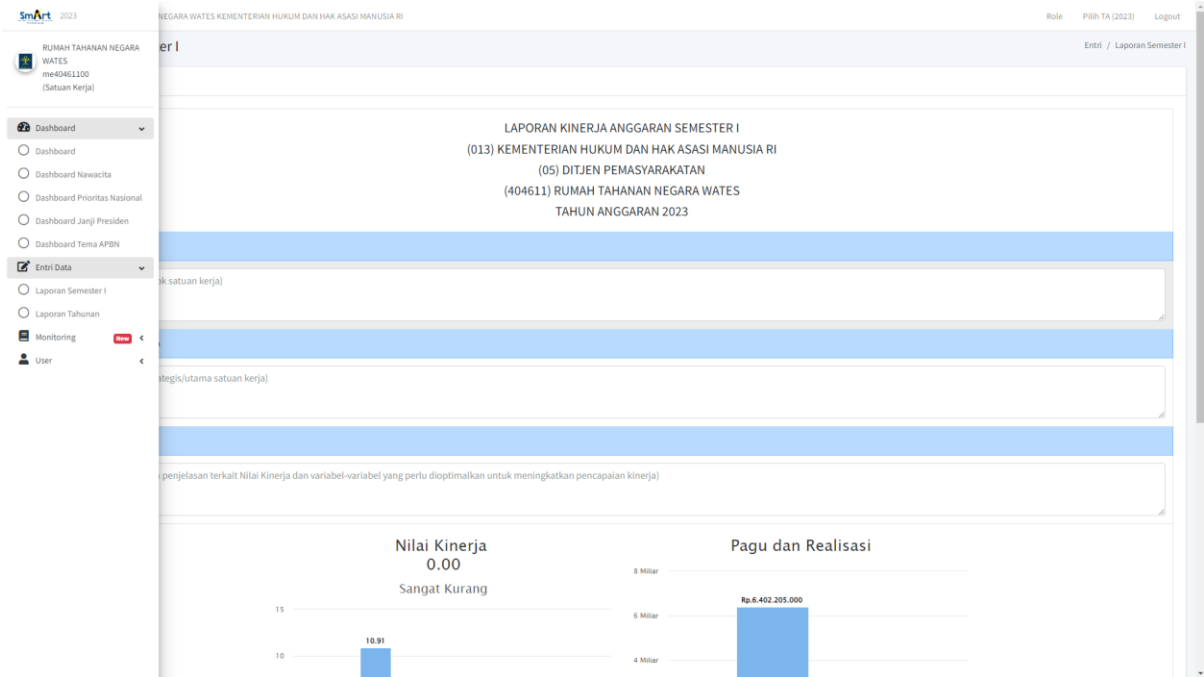 SmArt 2023
NEGARA WATES KEMENTERIAN HUKUM DAN HAK ASASI MANUSIA RI
Role Pilih TA (2023) Logout
RUMAH TAHANAN NEGARA
WATES
me40461100
(Satuan Kerja)
er I
Entri / Laporan Semester I
Dashboard
Dashboard
Dashboard Nawacita
Dashboard Prioritas Nasional
Dashboard Janji Presiden
Dashboard Tema APBN
Entri Data
Laporan Semester I
Laporan Tahunan
Monitoring New
User
LAPORAN KINERJA ANGGARAN SEMESTER I
(013) KEMENTERIAN HUKUM DAN HAK ASASI MANUSIA RI
(05) DITJEN PEMASYARAKATAN
(404611) RUMAH TAHANAN NEGARA WATES
TAHUN ANGGARAN 2023
ok satuan kerja)
ategis/utama satuan kerja)
penjelasan terkait Nilai Kinerja dan variabel-variabel yang perlu dioptimalkan untuk meningkatkan pencapaian kinerja)
Nilai Kinerja
0.00
Sangat Kurang
15
10.91
10
Pagu dan Realisasi
8 Miliar
Rp.6.402.205.000
6 Miliar
4 Miliar